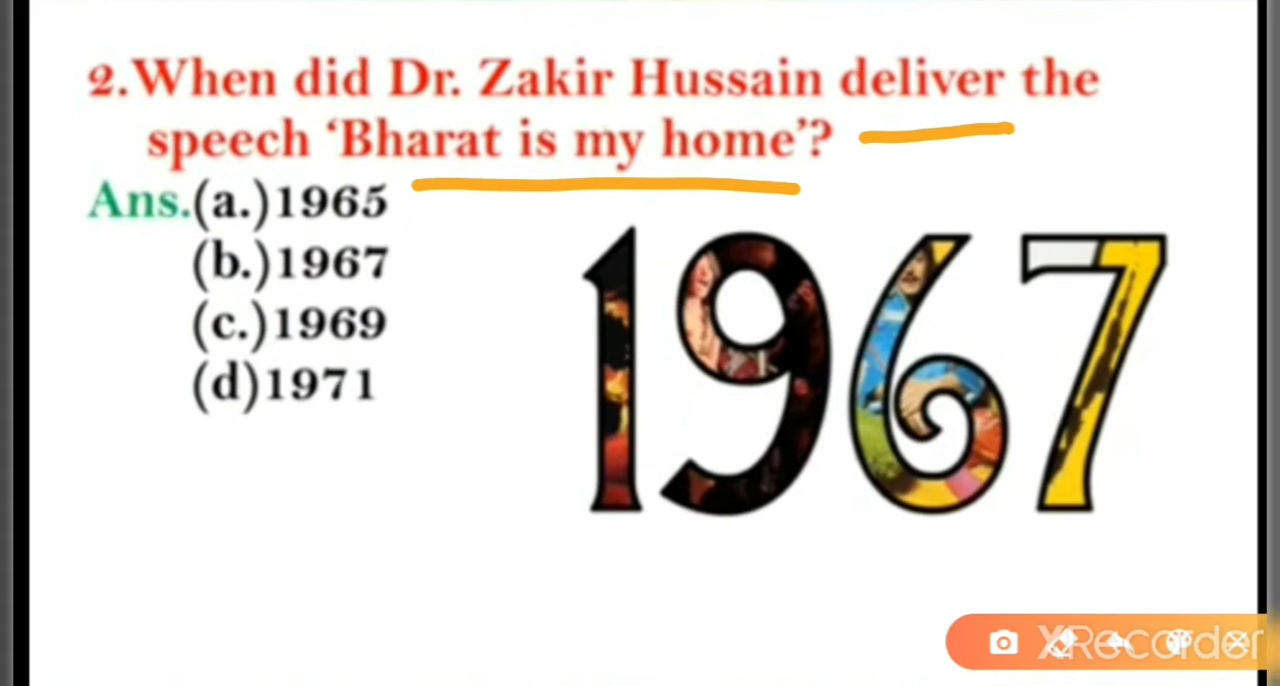 2.When did Dr. Zakir Hussain deliver the
speech ‘Bharat is my home’?
Ans.(a.)1965
(b.)1967
(c.)1969
(d)1971
1967
XRecorder